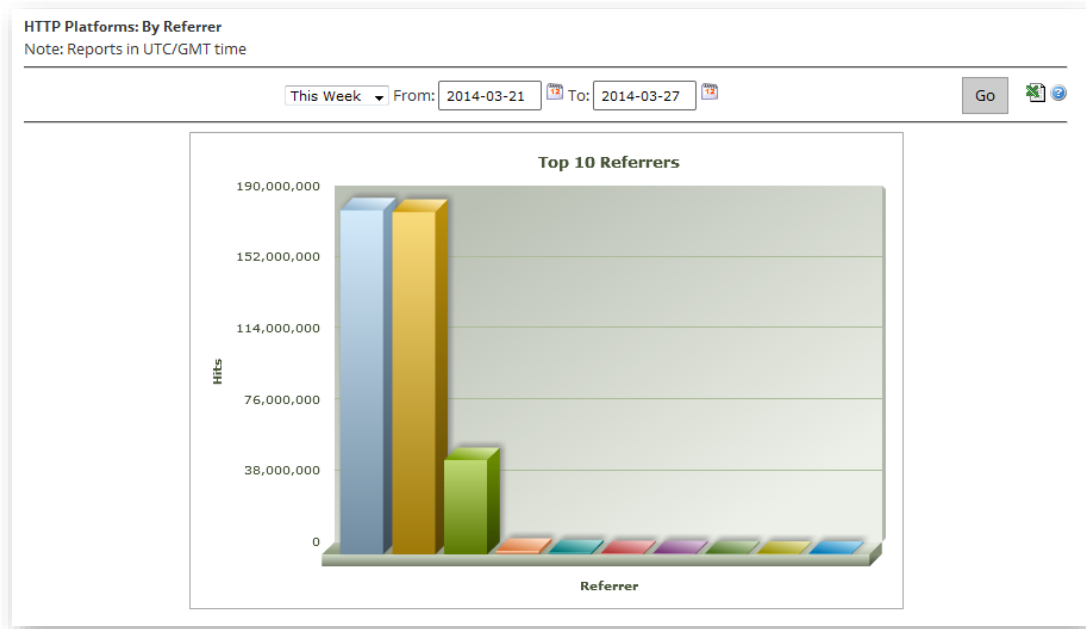 HTTP Platforms: By Referrer
Note: Reports in UTC/GMT time
This Week From: 2014-03-21 12 To: 2014-03-27 12 Go
Top 10 Referrers
190,000,000
152,000,000
114,000,000
76,000,000
38,000,000
0
Hits
Referrer